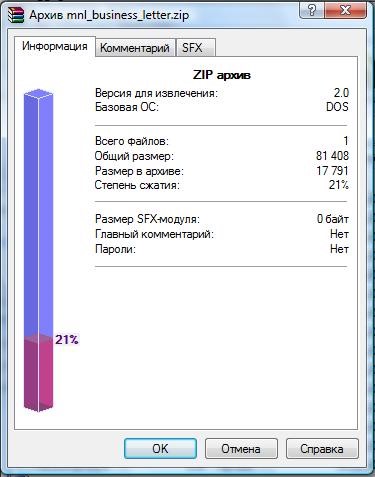 Архив mnl_business_letter.zip
Информация Комментарий SFX
ZIP архив
Версия для извлечения: 2.0
Базовая ОС: DOS
Всего файлов: 1
Общий размер: 81 408
Размер в архиве: 17 791
Степень сжатия: 21%
Размер SFX-модуля: 0 байт
Главный комментарий: Нет
Пароли: Нет
21%
OK Отмена Справка